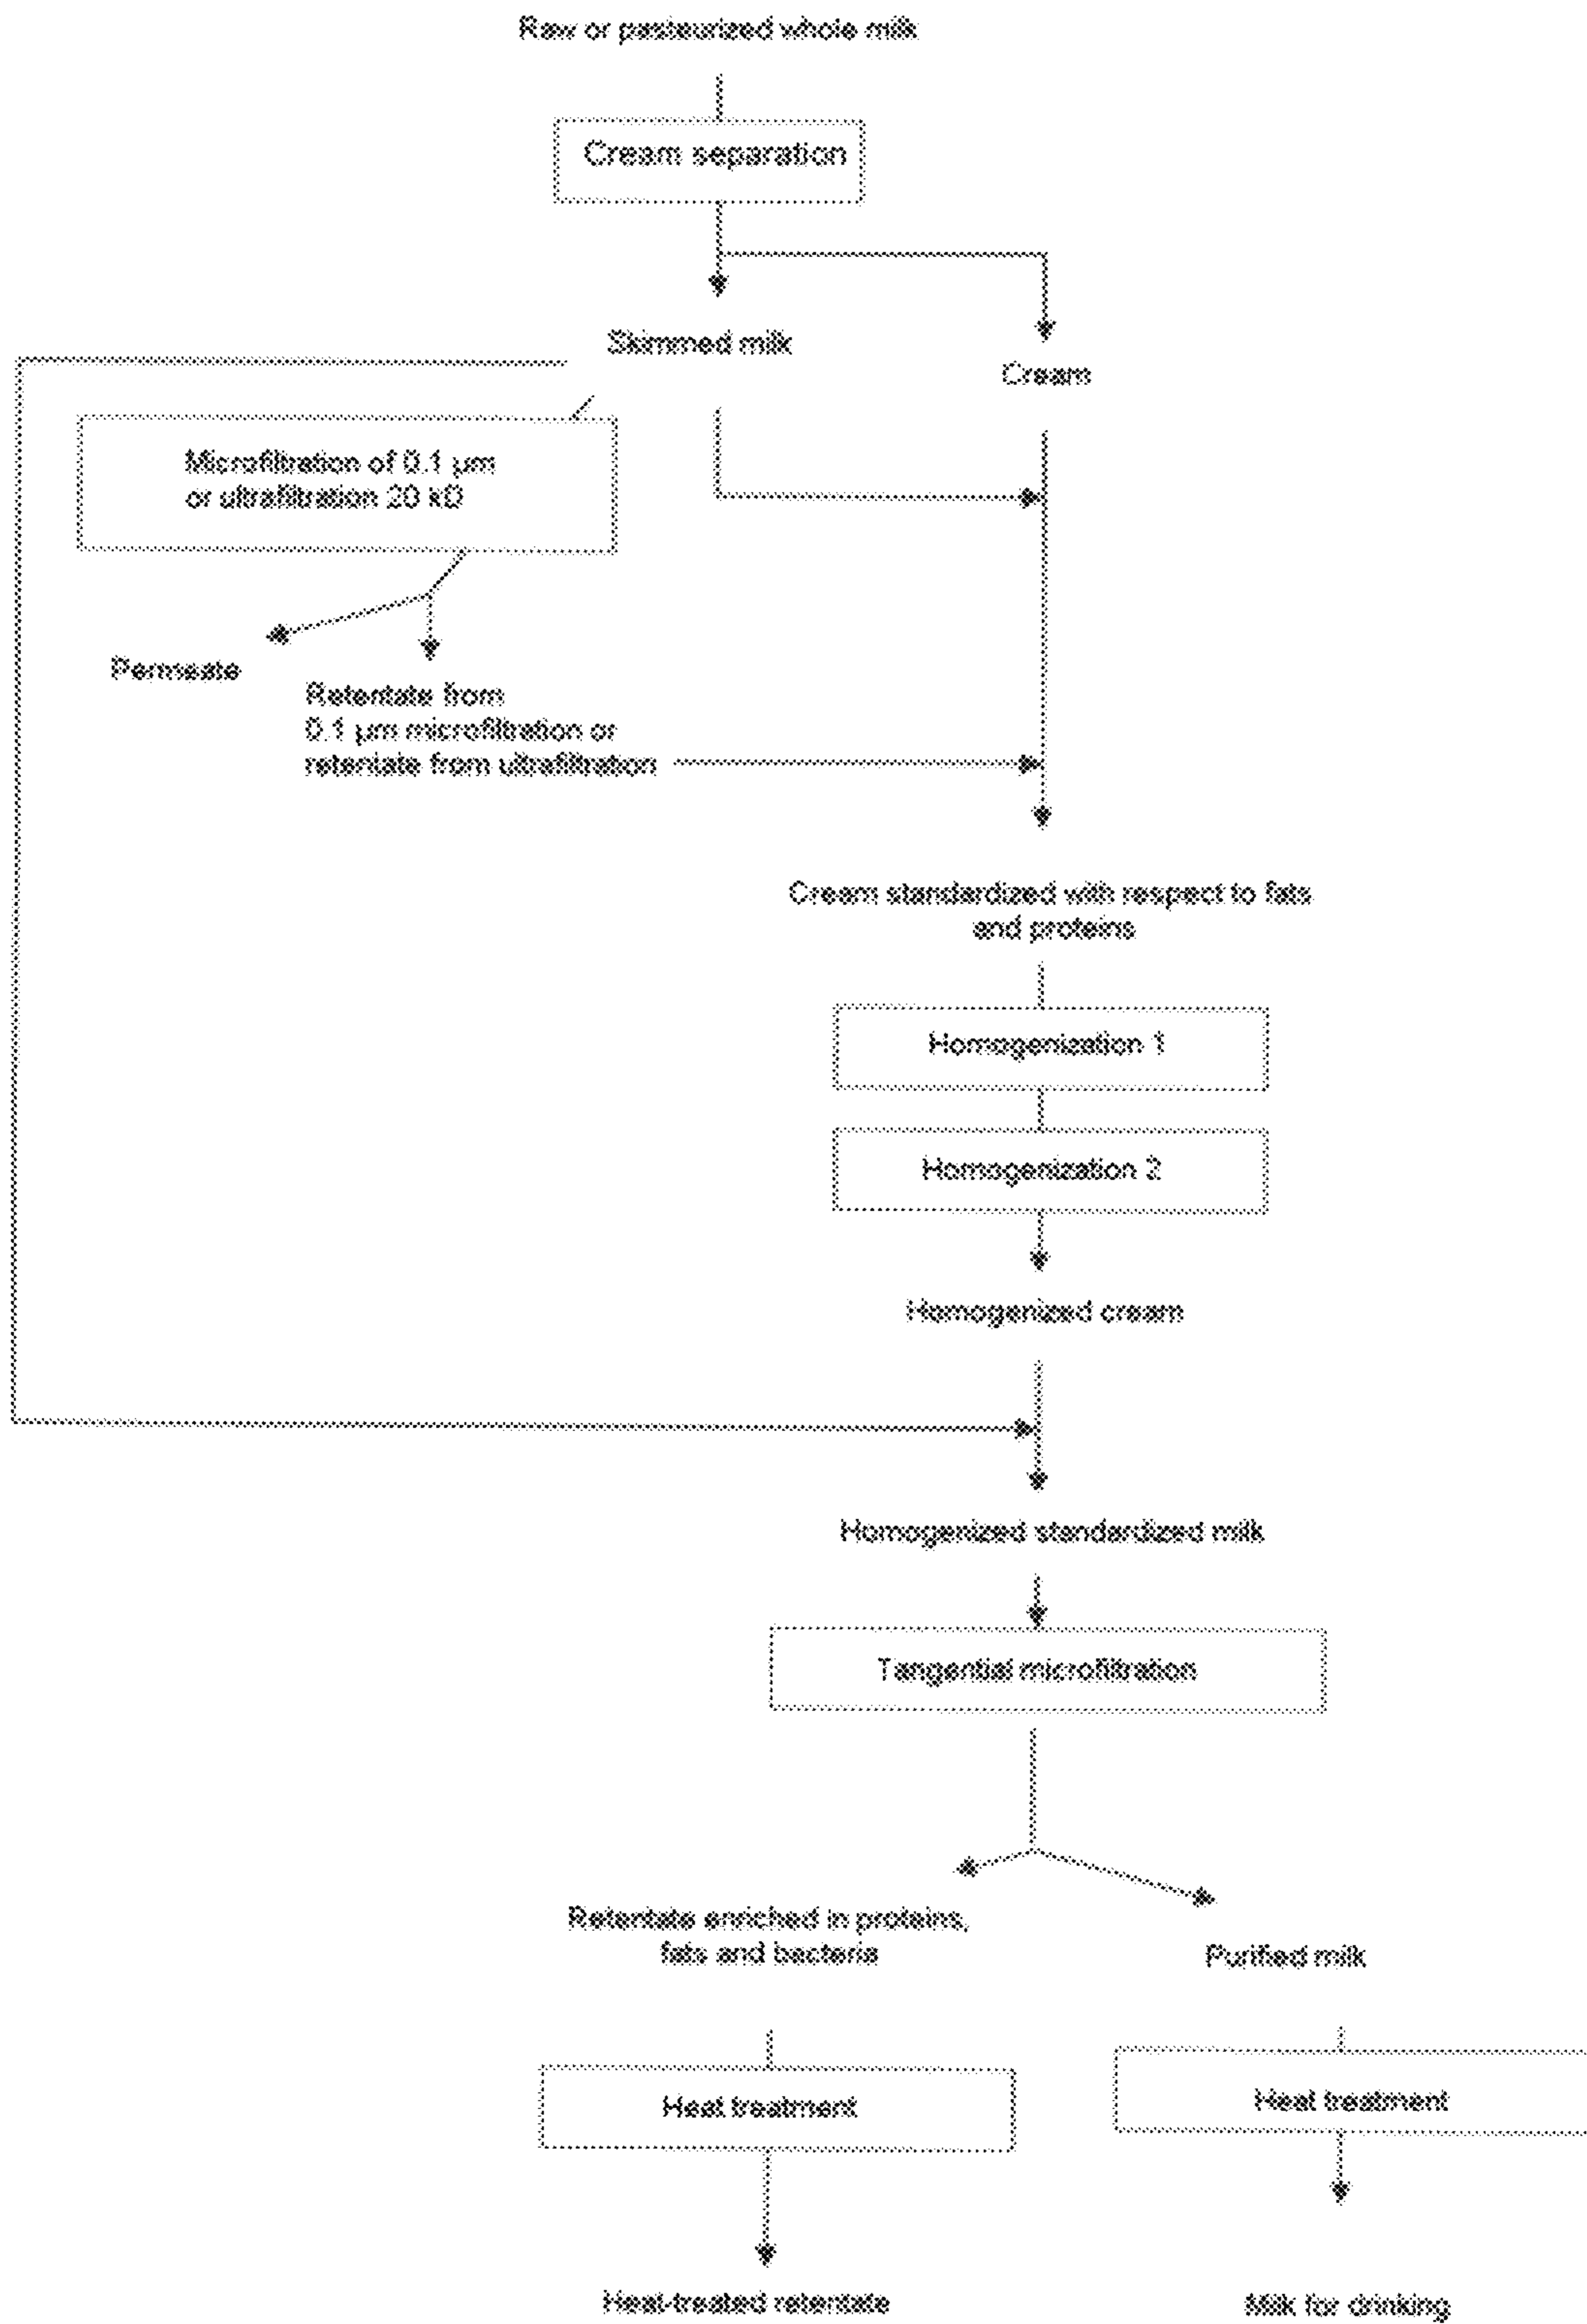 Raw or pasteurized whole milk
Cream separation
Skimmed milk
Cream
Microfiltration of 0.1 µm
or ultrafiltration 20 kD
Permeate
Retentate from
0.1 µm microfiltration or
retentate from ultrafiltration
Cream standardized with respect to fats
and proteins
Homogenization 1
Homogenization 2
Homogenized cream
Homogenized standardized milk
Tangential microfiltration
Retentate enriched in proteins,
fats and bacteria
Purified milk
Heat treatment
Heat treatment
Heat-treated retentate
Milk for drinking